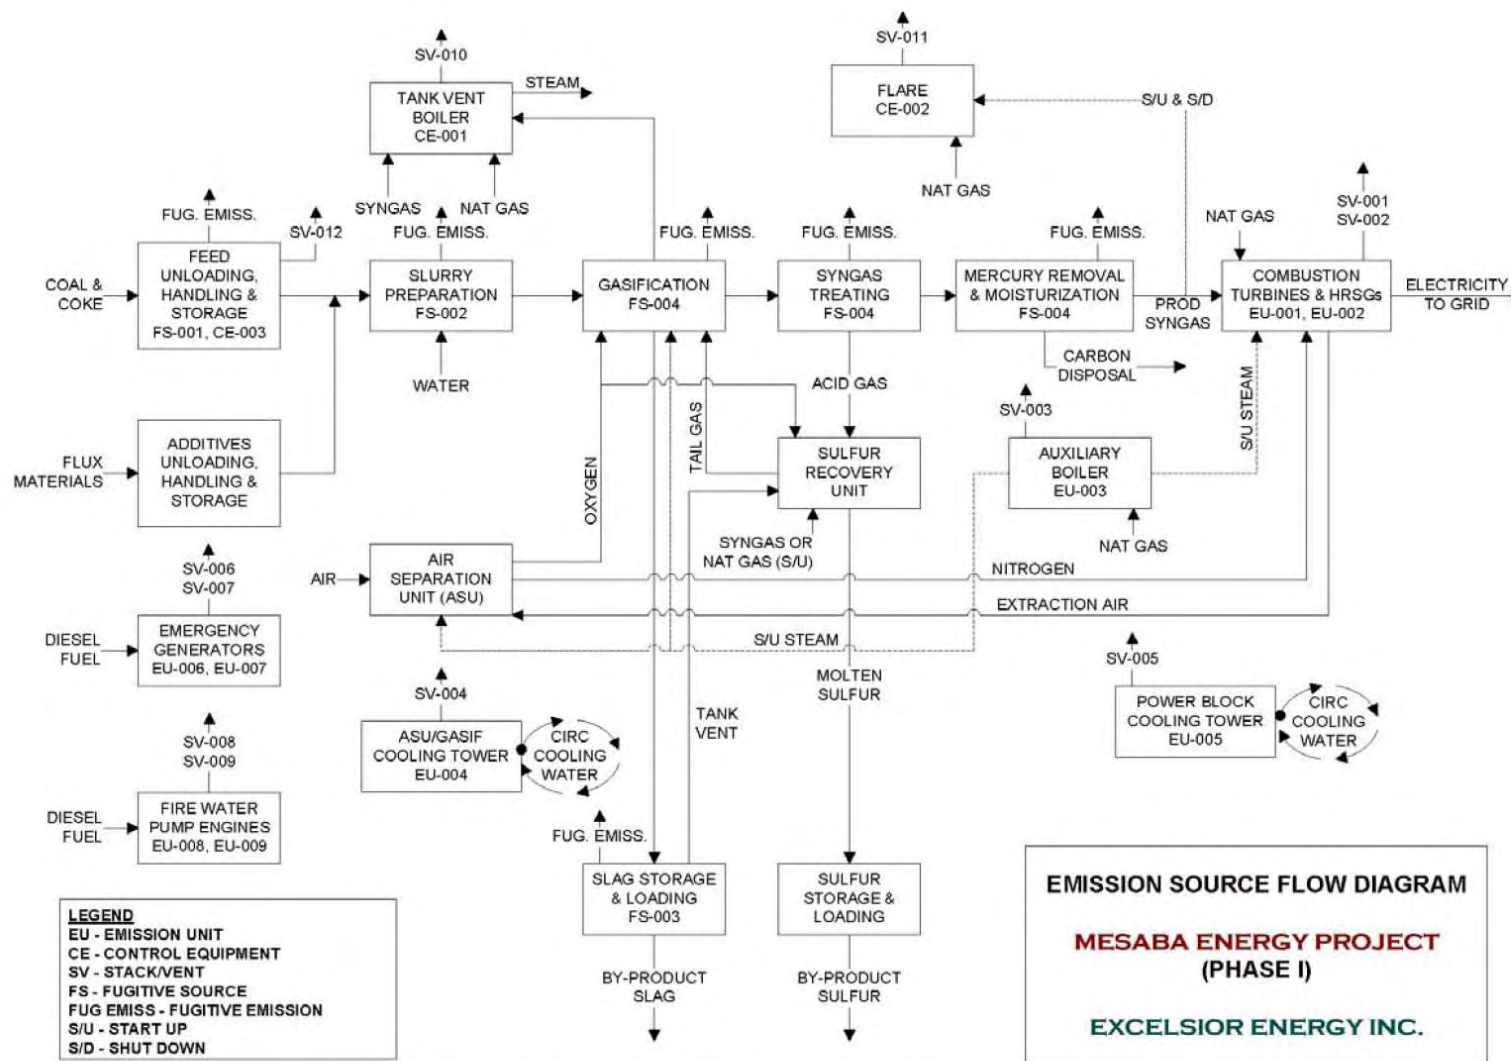 SV-010
STEAM
TANK VENT
BOILER
CE-001
SYNGAS
NAT GAS
SV-011
FLARE
CE-002
S/U & S/D
NAT GAS
FUG. EMISS.
SV-012
COAL &
COKE
FEED
UNLOADING,
HANDLING &
STORAGE
FS-001, CE-003
FUG. EMISS.
SLURRY
PREPARATION
FS-002
WATER
FUG. EMISS.
GASIFICATION
FS-004
FUG. EMISS.
SYNGAS
TREATING
FS-004
ACID GAS
FUG. EMISS.
MERCURY REMOVAL
& MOISTURIZATION
FS-004
CARBON
DISPOSAL
PROD
SYNGAS
NAT GAS
SV-001
SV-002
COMBUSTION
TURBINES & HRSGs
EU-001, EU-002
ELECTRICITY
TO GRID
FLUX
MATERIALS
ADDITIVES
UNLOADING,
HANDLING &
STORAGE
OXYGEN
TAIL GAS
SULFUR
RECOVERY
UNIT
SYNGAS OR
NAT GAS (S/U)
SV-003
AUXILIARY
BOILER
EU-003
NAT GAS
S/U STEAM
AIR
AIR
SEPARATION
UNIT (ASU)
NITROGEN
EXTRACTION AIR
S/U STEAM
SV-006
SV-007
DIESEL
FUEL
EMERGENCY
GENERATORS
EU-006, EU-007
SV-004
ASU/GASIF
COOLING TOWER
EU-004
CIRC
COOLING
WATER
TANK
VENT
MOLTEN
SULFUR
SV-005
POWER BLOCK
COOLING TOWER
EU-005
CIRC
COOLING
WATER
SV-008
SV-009
DIESEL
FUEL
FIRE WATER
PUMP ENGINES
EU-008, EU-009
FUG. EMISS.
SLAG STORAGE
& LOADING
FS-003
BY-PRODUCT
SLAG
SULFUR
STORAGE &
LOADING
BY-PRODUCT
SULFUR
LEGEND
EU - EMISSION UNIT
CE - CONTROL EQUIPMENT
SV - STACK/VENT
FS - FUGITIVE SOURCE
FUG EMISS - FUGITIVE EMISSION
S/U - START UP
S/D - SHUT DOWN
EMISSION SOURCE FLOW DIAGRAM
MESABA ENERGY PROJECT
(PHASE I)
EXCELSIOR ENERGY INC.